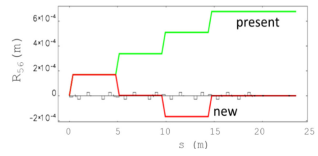 6×10⁻⁴
present
4×10⁻⁴
R₅₆ (m)
2×10⁻⁴
0
-2×10⁻⁴
new
0 5 10 15 20 25
s (m)